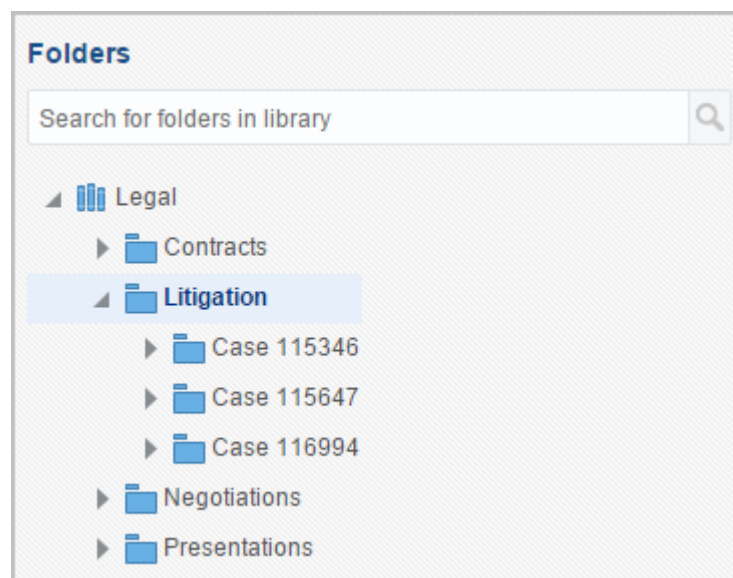 Folders
Search for folders in library
Legal
Contracts
Litigation
Case 115346
Case 115647
Case 116994
Negotiations
Presentations